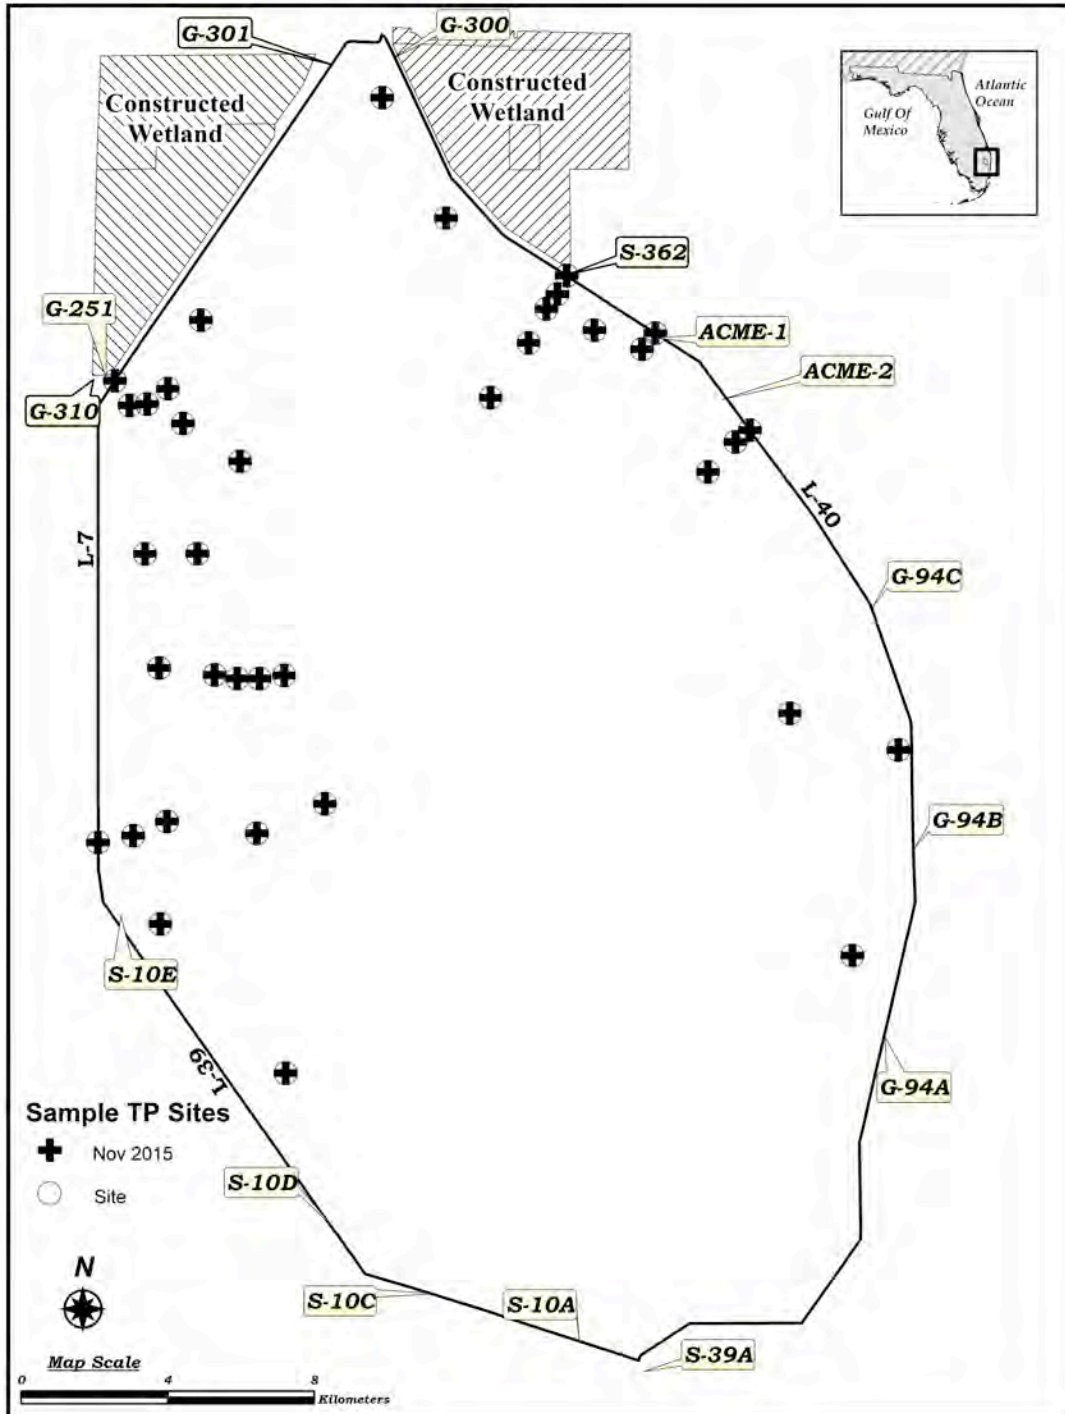 G-301
G-300
Constructed
Wetland
Constructed
Wetland
Atlantic
Ocean
Gulf Of
Mexico
S-362
G-251
ACME-1
ACME-2
G-310
L-40
L-7
G-94C
G-94B
S-10E
L-39
G-94A
Sample TP Sites
Nov 2015
Site
S-10D
N
S-10C
S-10A
S-39A
Map Scale
0 4 8
Kilometers